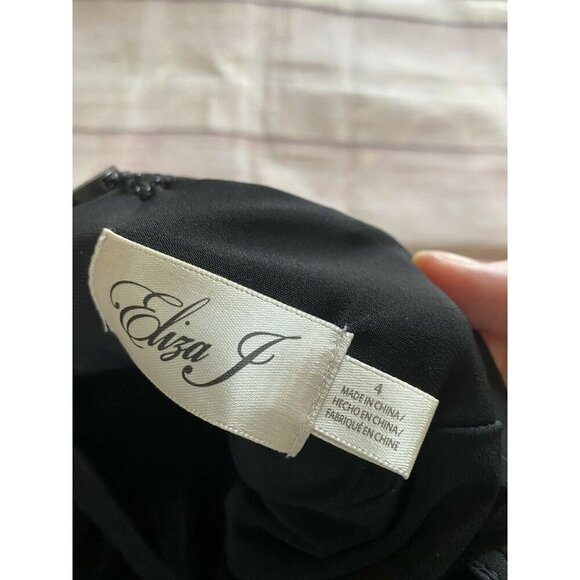 Eliza J
4
MADE IN CHINA/
HECHO EN CHINA/
FABRIQUÉ EN CHINE